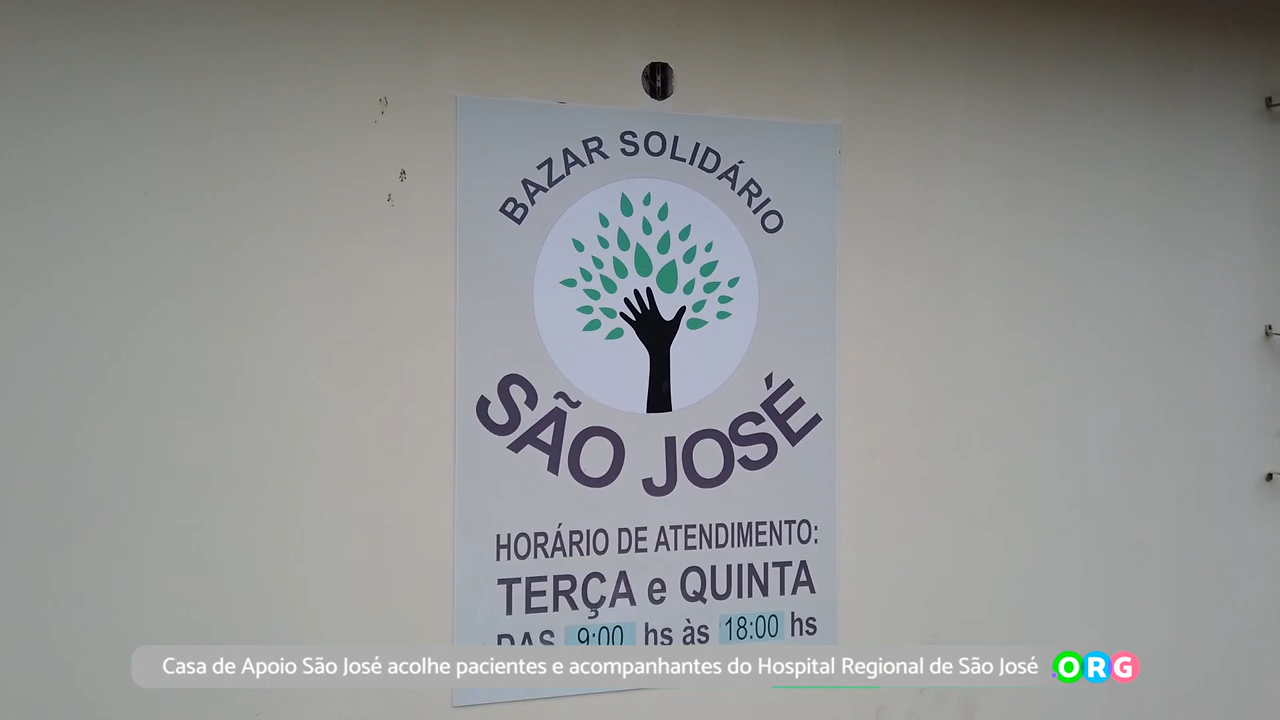 BAZAR SOLIDÁRIO
SÃO JOSÉ
HORÁRIO DE ATENDIMENTO:
TERÇA e QUINTA
DAS 9:00 hs às 18:00 hs
Casa de Apoio São José acolhe pacientes e acompanhantes do Hospital Regional de São José .ORG